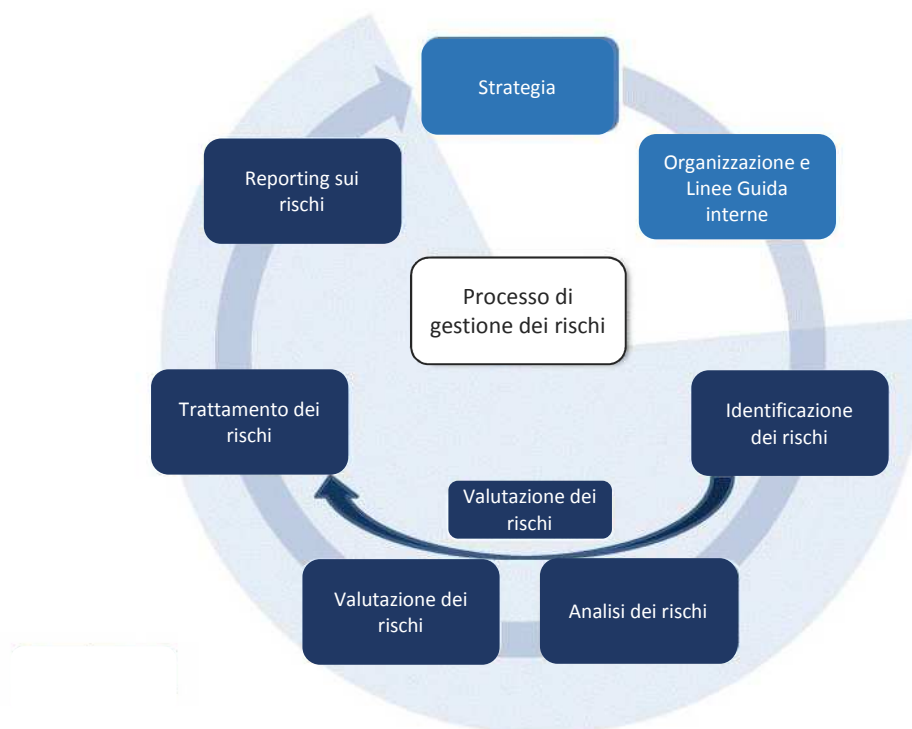 Strategia
Organizzazione e
Linee Guida
interne
Reporting sui
rischi
Processo di
gestione dei rischi
Trattamento dei
rischi
Identificazione
dei rischi
Valutazione dei
rischi
Valutazione dei
rischi
Analisi dei rischi